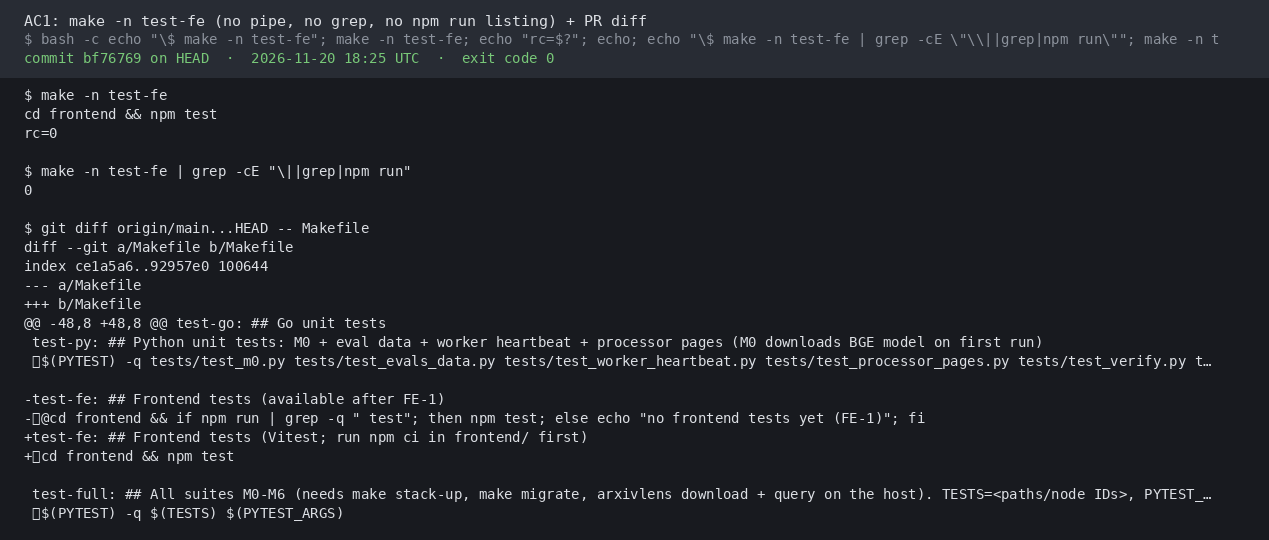 AC1: make -n test-fe (no pipe, no grep, no npm run listing) + PR diff
$ bash -c echo "\$ make -n test-fe"; make -n test-fe; echo "rc=$?"; echo; echo "\$ make -n test-fe | grep -cE \"\\||grep|npm run\""; make -n t
commit bf76769 on HEAD  ·  2026-11-20 18:25 UTC  ·  exit code 0
$ make -n test-fe
cd frontend && npm test
rc=0
$ make -n test-fe | grep -cE "\||grep|npm run"
0
$ git diff origin/main...HEAD -- Makefile
diff --git a/Makefile b/Makefile
index ce1a5a6..92957e0 100644
--- a/Makefile
+++ b/Makefile
@@ -48,8 +48,8 @@ test-go: ## Go unit tests
 test-py: ## Python unit tests: M0 + eval data + worker heartbeat + processor pages (M0 downloads BGE model on first run)
 $(PYTEST) -q tests/test_m0.py tests/test_evals_data.py tests/test_worker_heartbeat.py tests/test_processor_pages.py tests/test_verify.py t…
-test-fe: ## Frontend tests (available after FE-1)
-@cd frontend && if npm run | grep -q " test"; then npm test; else echo "no frontend tests yet (FE-1)"; fi
+test-fe: ## Frontend tests (Vitest; run npm ci in frontend/ first)
+cd frontend && npm test
 test-full: ## All suites M0-M6 (needs make stack-up, make migrate, arxivlens download + query on the host). TESTS=<paths/node IDs>, PYTEST_…
 $(PYTEST) -q $(TESTS) $(PYTEST_ARGS)